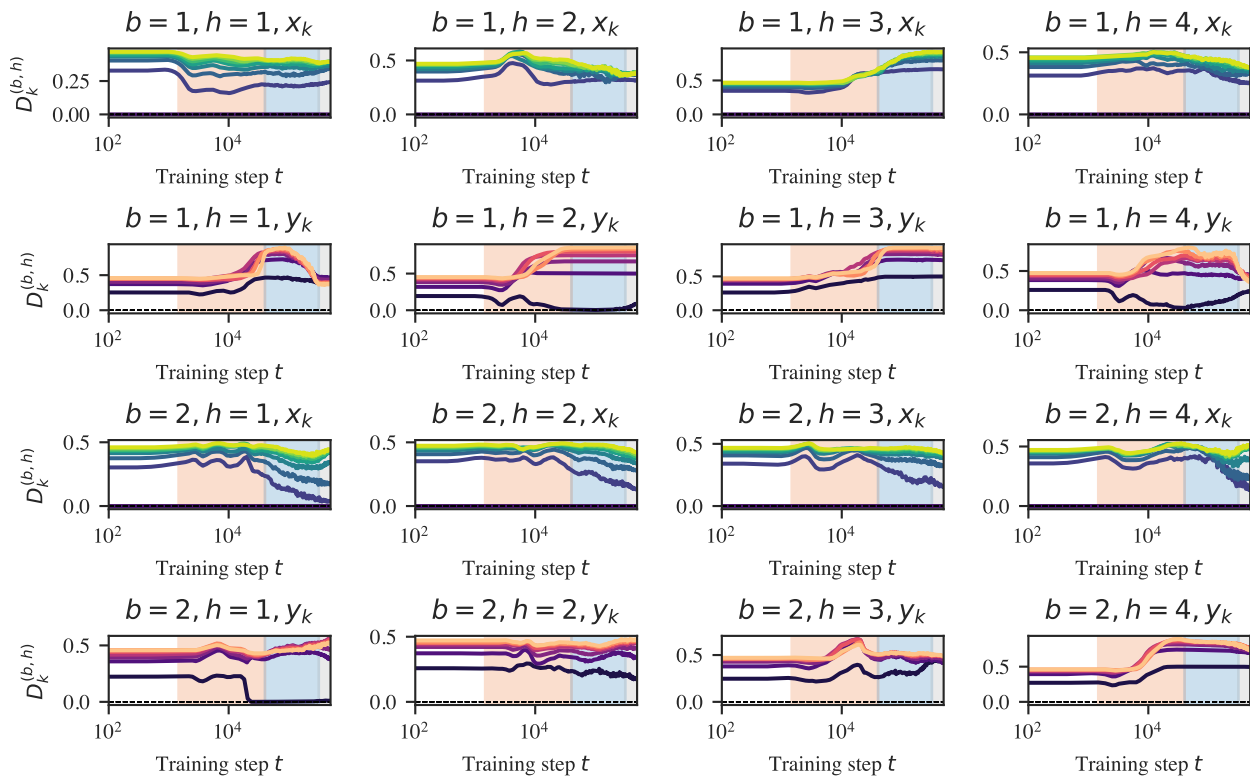 b = 1, h = 1, x_k b = 1, h = 2, x_k b = 1, h = 3, x_k b = 1, h = 4, x_k
D_k^{(b, h)}
0.25
0.00
0.5
0.0
0.5
0.0
0.5
0.0
10^2 10^4 10^2 10^4 10^2 10^4 10^2 10^4
Training step t Training step t Training step t Training step t
b = 1, h = 1, y_k b = 1, h = 2, y_k b = 1, h = 3, y_k b = 1, h = 4, y_k
D_k^{(b, h)}
0.5
0.0
0.5
0.0
0.5
0.0
0.5
0.0
10^2 10^4 10^2 10^4 10^2 10^4 10^2 10^4
Training step t Training step t Training step t Training step t
b = 2, h = 1, x_k b = 2, h = 2, x_k b = 2, h = 3, x_k b = 2, h = 4, x_k
D_k^{(b, h)}
0.5
0.0
0.5
0.0
0.5
0.0
0.5
0.0
10^2 10^4 10^2 10^4 10^2 10^4 10^2 10^4
Training step t Training step t Training step t Training step t
b = 2, h = 1, y_k b = 2, h = 2, y_k b = 2, h = 3, y_k b = 2, h = 4, y_k
D_k^{(b, h)}
0.5
0.0
0.5
0.0
0.5
0.0
0.5
0.0
10^2 10^4 10^2 10^4 10^2 10^4 10^2 10^4
Training step t Training step t Training step t Training step t